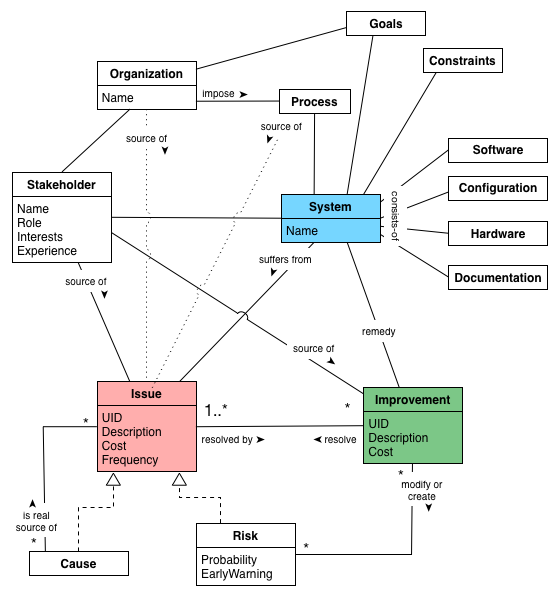 Goals
Constraints
Organization
Name
impose
Process
source of
source of
Software
Configuration
Hardware
Documentation
consists-of
Stakeholder
Name
Role
Interests
Experience
System
Name
suffers from
source of
remedy
source of
Issue
UID
Description
Cost
Frequency
1..*
*
resolved by
resolve
Improvement
UID
Description
Cost
*
*
modify or
create
is real
source of
*
Cause
Risk
Probability
EarlyWarning
*